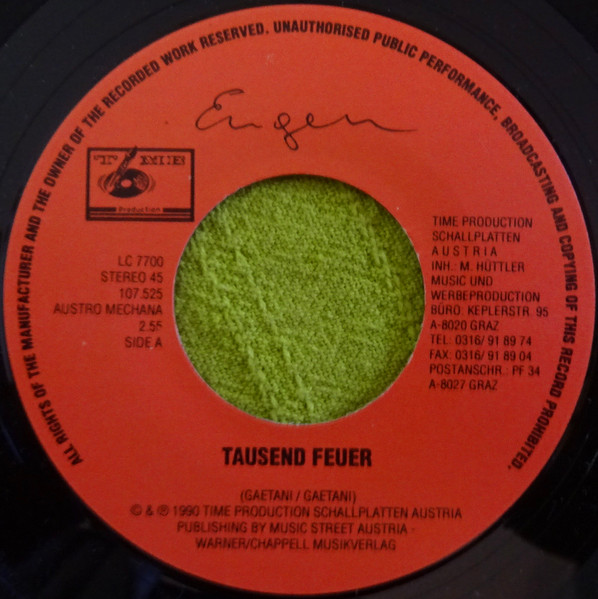 ALL RIGHTS OF THE MANUFACTURER AND THE OWNER OF THE RECORDED WORK RESERVED. UNAUTHORISED PUBLIC PERFORMANCE, BROADCASTING AND COPYING OF THIS RECORD PROHIBITED.
Eugen
TIME
Production
LC 7700
STEREO 45
107.525
AUSTRO MECHANA
2.55
SIDE A
TIME PRODUCTION
SCHALLPLATTEN
AUSTRIA
INH.: M. HÜTTLER
MUSIC UND
WERBEPRODUCTION
BÜRO: KEPLERSTR. 95
A-8020 GRAZ
TEL: 0316/ 91 89 74
FAX: 0316/ 91 89 04
POSTANSCHR.: PF 34
A-8027 GRAZ
TAUSEND FEUER
(GAETANI / GAETANI)
© & ℗ 1990 TIME PRODUCTION SCHALLPLATTEN AUSTRIA
PUBLISHING BY MUSIC STREET AUSTRIA -
WARNER/CHAPPELL MUSIKVERLAG